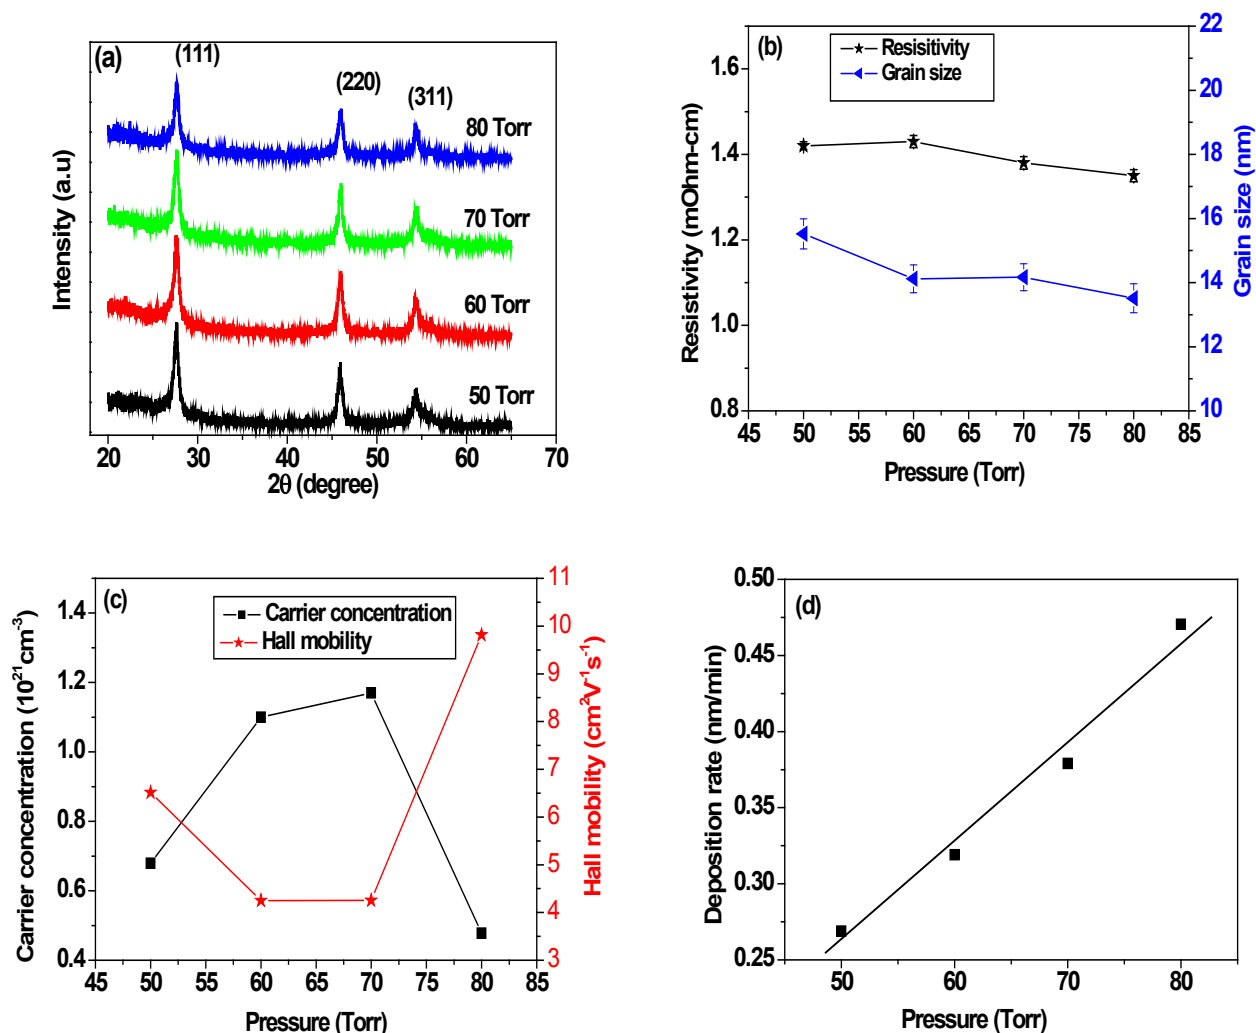 (a)
(111)
(220)
(311)
80 Torr
70 Torr
60 Torr
50 Torr
Intensity (a.u)
20 30 40 50 60 70
2θ (degree)
(b)
Resisitivity
Grain size
1.6
1.4
1.2
1.0
0.8
Resistivity (mOhm-cm)
22
20
18
16
14
12
10
Grain size (nm)
45 50 55 60 65 70 75 80 85
Pressure (Torr)
(c)
Carrier concentration
Hall mobility
1.4
1.2
1.0
0.8
0.6
0.4
Carrier concentration (10²¹cm⁻³)
11
10
9
8
7
6
5
4
3
Hall mobility (cm²V⁻¹s⁻¹)
45 50 55 60 65 70 75 80 85
Pressure (Torr)
(d)
0.50
0.45
0.40
0.35
0.30
0.25
Deposition rate (nm/min)
50 60 70 80
Pressure (Torr)